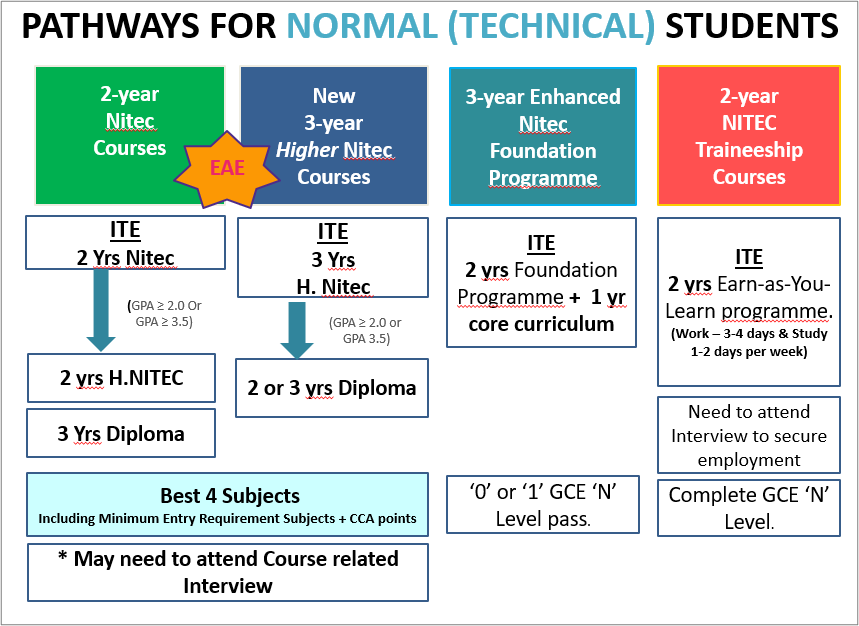 PATHWAYS FOR NORMAL (TECHNICAL) STUDENTS
2-year
Nitec
Courses
EAE
New
3-year
Higher Nitec
Courses
3-year Enhanced
Nitec
Foundation
Programme
2-year
NITEC
Traineeship
Courses
ITE
2 Yrs Nitec
(GPA ≥ 2.0 Or
GPA ≥ 3.5)
2 yrs H.NITEC
3 Yrs Diploma
ITE
3 Yrs
H. Nitec
(GPA ≥ 2.0 or
GPA 3.5)
2 or 3 yrs Diploma
ITE
2 yrs Foundation
Programme + 1 yr
core curriculum
ITE
2 yrs Earn-as-You-
Learn programme.
(Work – 3-4 days & Study
1-2 days per week)
Need to attend
Interview to secure
employment
Best 4 Subjects
Including Minimum Entry Requirement Subjects + CCA points
* May need to attend Course related
Interview
‘0’ or ‘1’ GCE ‘N’
Level pass.
Complete GCE ‘N’
Level.